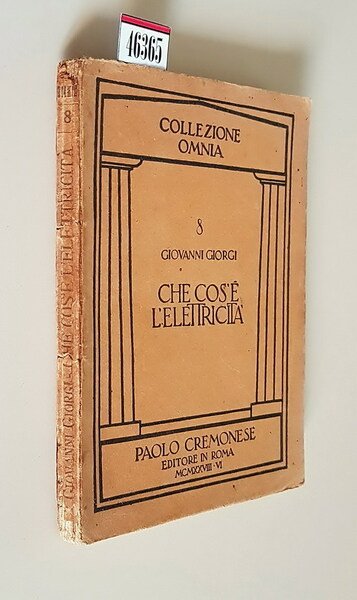 46365
COLLEZIONE
OMNIA
8
GIOVANNI GIORGI
CHE COS'È
L'ELETTRICITÀ
PAOLO CREMONESE
EDITORE IN ROMA
MCMXXVIII·VI
8
GIOVANNI GIORGI CHE COS'È L'ELETTRICITÀ